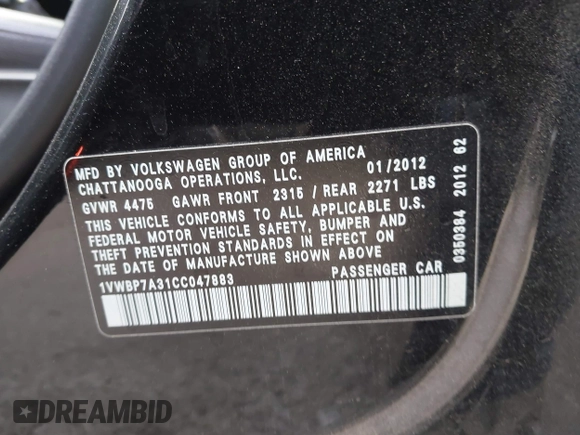 MFD BY VOLKSWAGEN GROUP OF AMERICA
CHATTANOOGA OPERATIONS, LLC. 01/2012
GVWR 4475 GAWR FRONT 2315 / REAR 2271 LBS
THIS VEHICLE CONFORMS TO ALL APPLICABLE U.S.
FEDERAL MOTOR VEHICLE SAFETY, BUMPER AND
THEFT PREVENTION STANDARDS IN EFFECT ON
THE DATE OF MANUFACTURE SHOWN ABOVE
1VWBP7A31CC047883 PASSENGER CAR
0350384 2012 62
DREAMBID